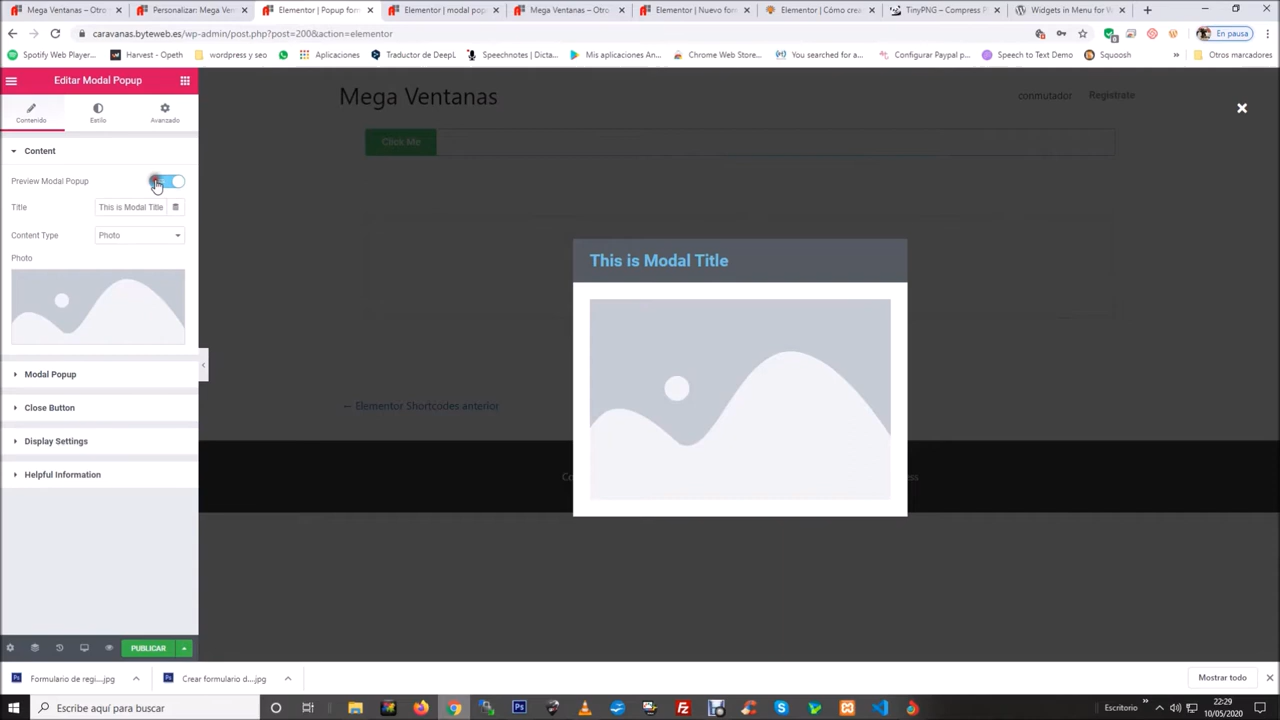 Mega Ventanas – Otro
Personalizar: Mega Ven
Elementor | Popup form
Elementor | modal pop
Mega Ventanas – Otro
Elementor | Nuevo form
Elementor | Cómo crea
TinyPNG – Compress P
Widgets in Menu for W
caravanas.byteweb.es/wp-admin/post.php?post=200&action=elementor
En pausa
Spotify Web Player...
Harvest - Opeth
wordpress y seo
Aplicaciones
Traductor de DeepL
Speechnotes | Dicta...
Mis aplicaciones An...
Chrome Web Store...
You searched for a...
Configurar Paypal p...
Speech to Text Demo
Squoosh
Otros marcadores
Editar Modal Popup
Contenido
Estilo
Avanzado
Content
Preview Modal Popup
Title
This is Modal Title
Content Type
Photo
Photo
Modal Popup
Close Button
Display Settings
Helpful Information
PUBLICAR
Mega Ventanas
conmutador
Registrate
Click Me
This is Modal Title
← Elementor Shortcodes anterior
Formulario de regi....jpg
Crear formulario d....jpg
Mostrar todo
Escribe aquí para buscar
Escritorio
22:29
10/05/2020